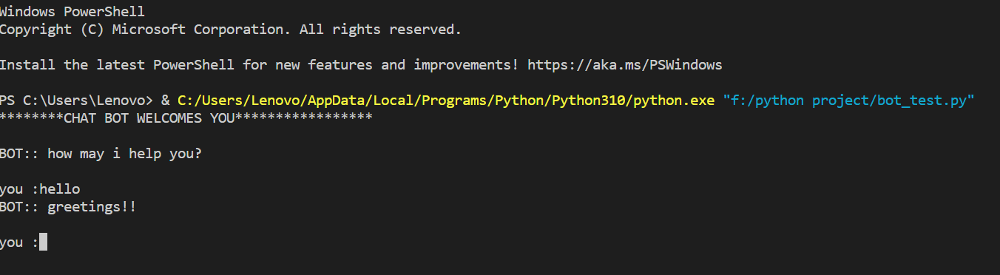 Windows PowerShell
Copyright (C) Microsoft Corporation. All rights reserved.
Install the latest PowerShell for new features and improvements! https://aka.ms/PSWindows
PS C:\Users\Lenovo> & C:/Users/Lenovo/AppData/Local/Programs/Python/Python310/python.exe "f:/python project/bot_test.py"
********CHAT BOT WELCOMES YOU*****************
BOT:: how may i help you?
you :hello
BOT:: greetings!!
you :